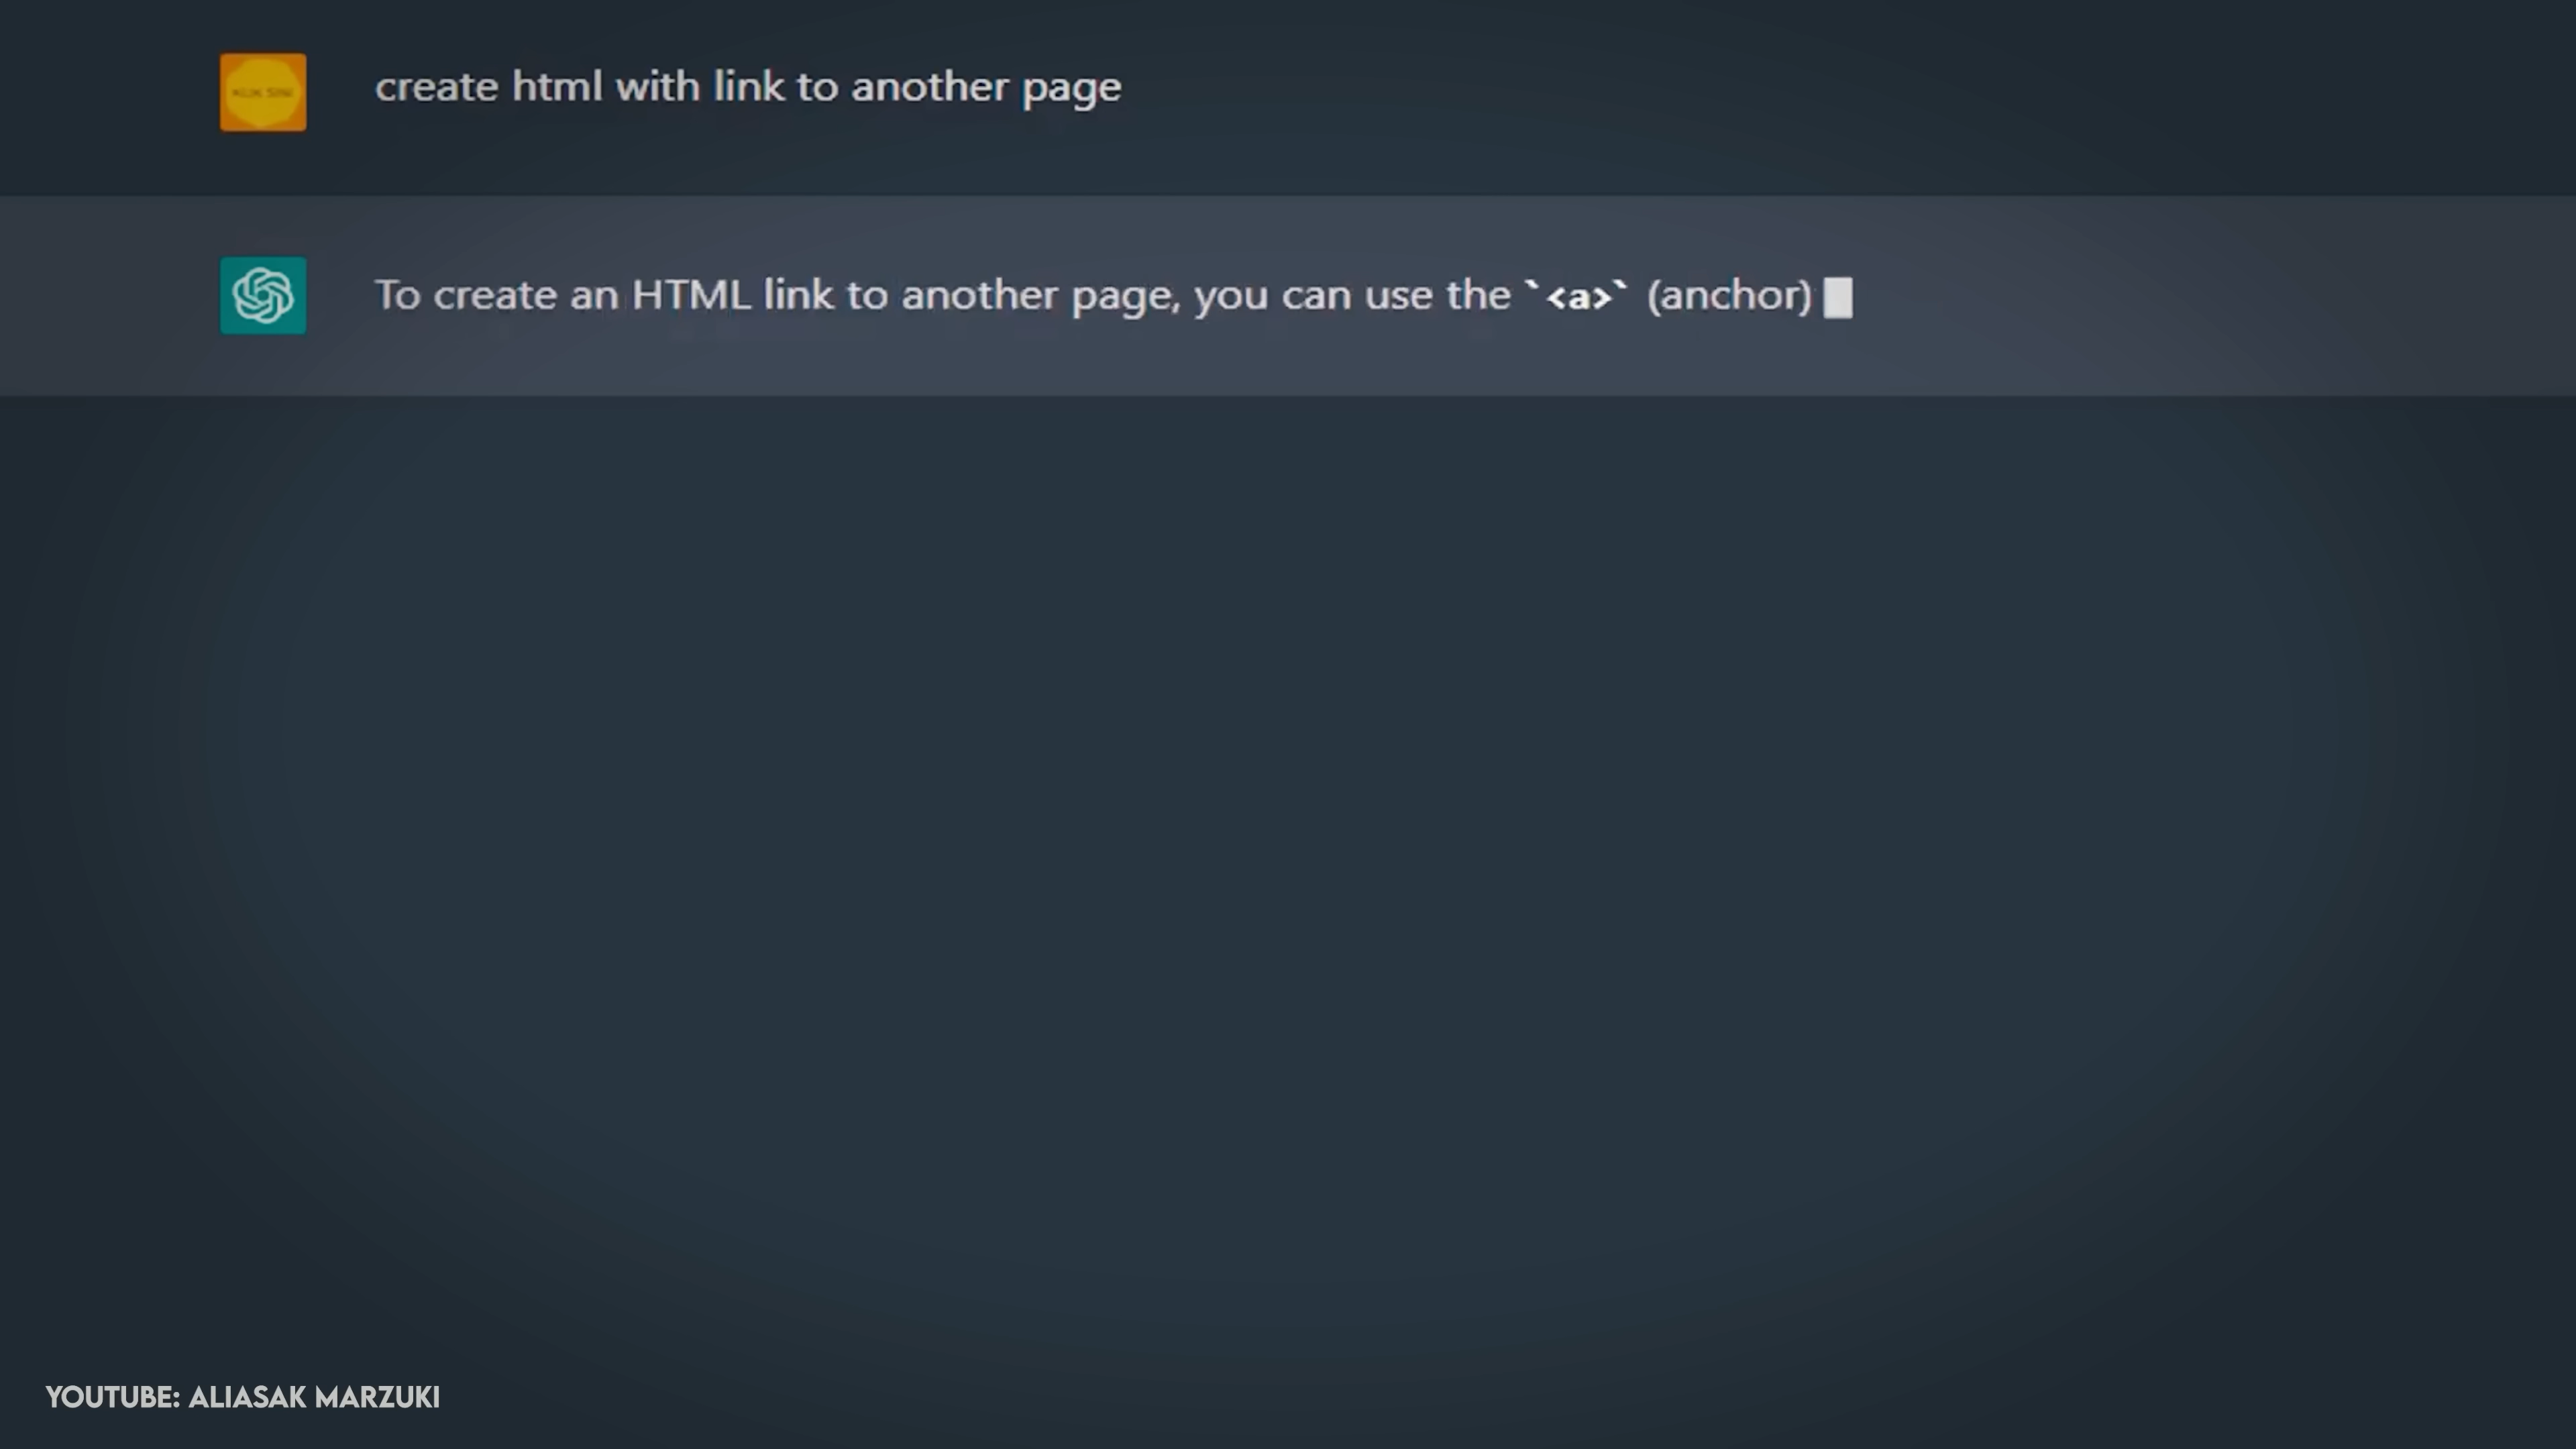 create html with link to another page
To create an HTML link to another page, you can use the `<a>` (anchor)
YOUTUBE: ALIASAK MARZUKI